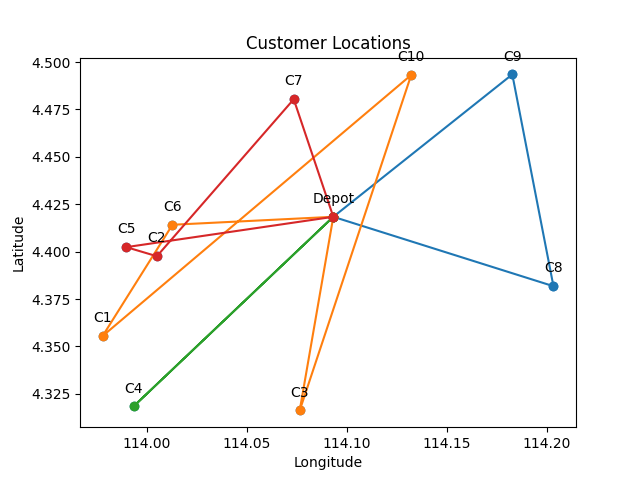 Customer Locations
C10
C9
C7
Depot
C6
C5
C2
C8
C1
C4
C3
4.500
4.475
4.450
4.425
4.400
4.375
4.350
4.325
Latitude
114.00 114.05 114.10 114.15 114.20
Longitude